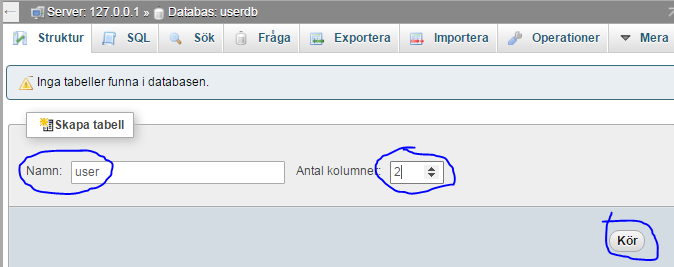 Server: 127.0.0.1 » Databas: userdb
Struktur SQL Sök Fråga Exportera Importera Operationer Mera
Inga tabeller funna i databasen.
Skapa tabell
Namn: user Antal kolumner: 2
Kör